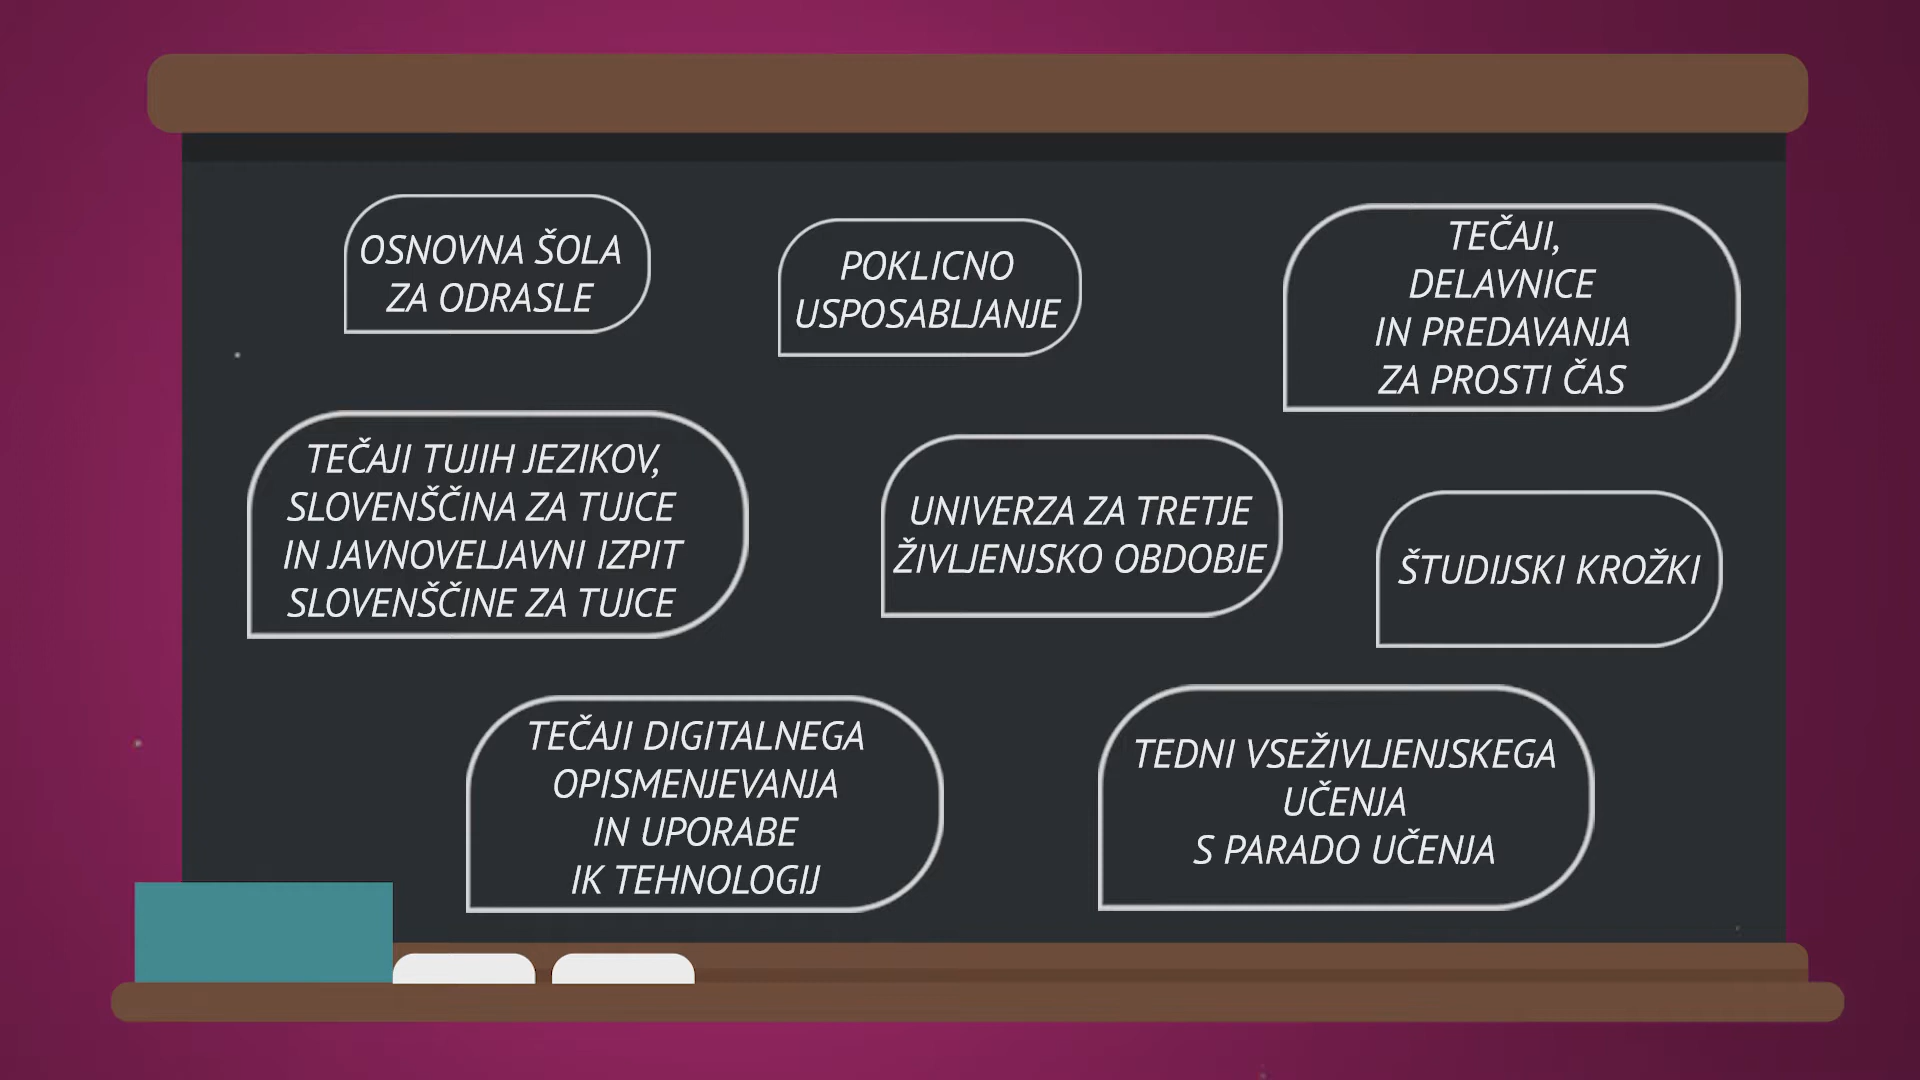 OSNOVNA ŠOLA
ZA ODRASLE
POKLICNO
USPOSABLJANJE
TEČAJI,
DELAVNICE
IN PREDAVANJA
ZA PROSTI ČAS
TEČAJI TUJIH JEZIKOV,
SLOVENŠČINA ZA TUJCE
IN JAVNOVELJAVNI IZPIT
SLOVENŠČINE ZA TUJCE
UNIVERZA ZA TRETJE
ŽIVLJENJSKO OBDOBJE
ŠTUDIJSKI KROŽKI
TEČAJI DIGITALNEGA
OPISMENJEVANJA
IN UPORABE
IK TEHNOLOGIJ
TEDNI VSEŽIVLJENJSKEGA
UČENJA
S PARADO UČENJA